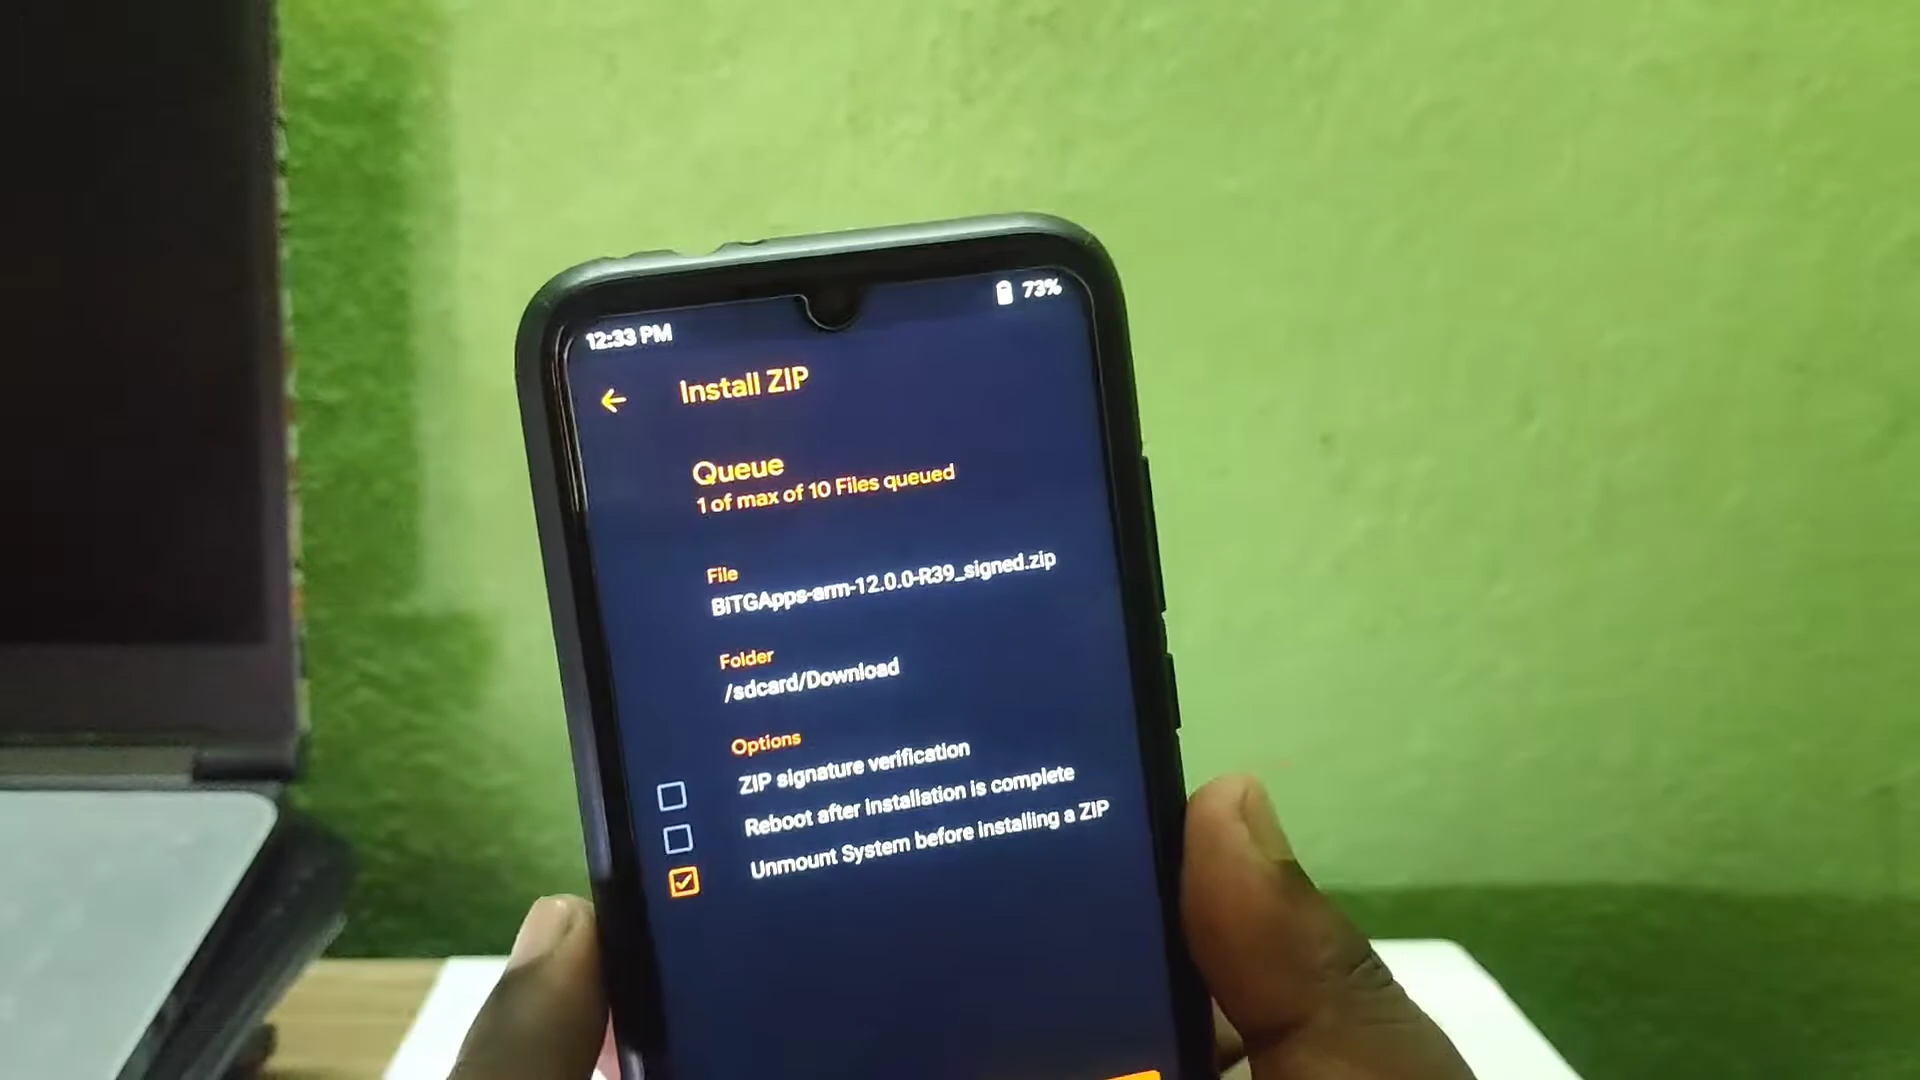 12:33 PM
73%
Install ZIP
Queue
1 of max of 10 Files queued
File
BiTGApps-arm-12.0.0-R39_signed.zip
Folder
/sdcard/Download
Options
ZIP signature verification
Reboot after installation is complete
Unmount System before installing a ZIP